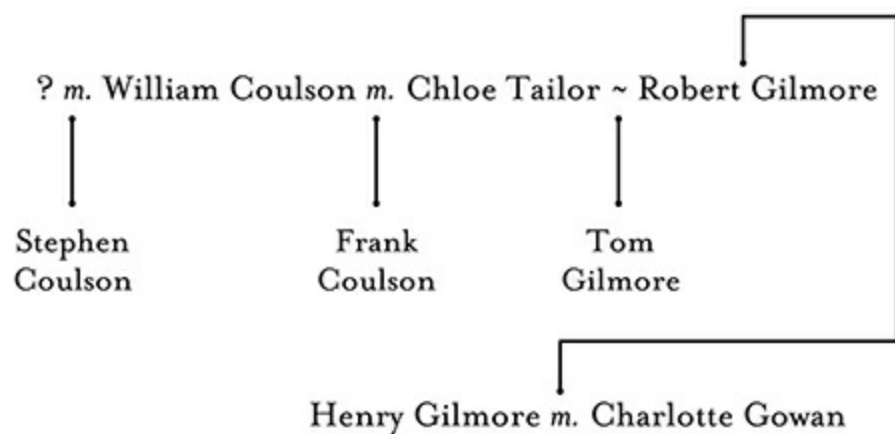 ? m. William Coulson m. Chloe Tailor ~ Robert Gilmore
Stephen Coulson
Frank Coulson
Tom Gilmore
Henry Gilmore m. Charlotte Gowan